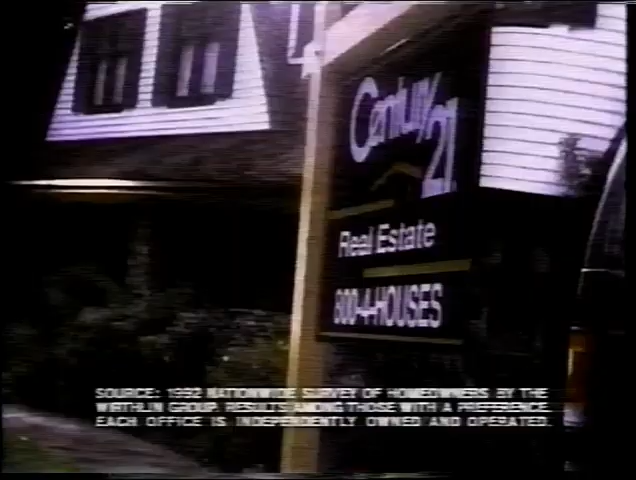 Century
21
Real Estate
800-4-HOUSES
SOURCE: 1992 NATIONWIDE SURVEY OF HOMEOWNERS BY THE
WIRTHLIN GROUP. RESULTS AMONG THOSE WITH A PREFERENCE.
EACH OFFICE IS INDEPENDENTLY OWNED AND OPERATED.